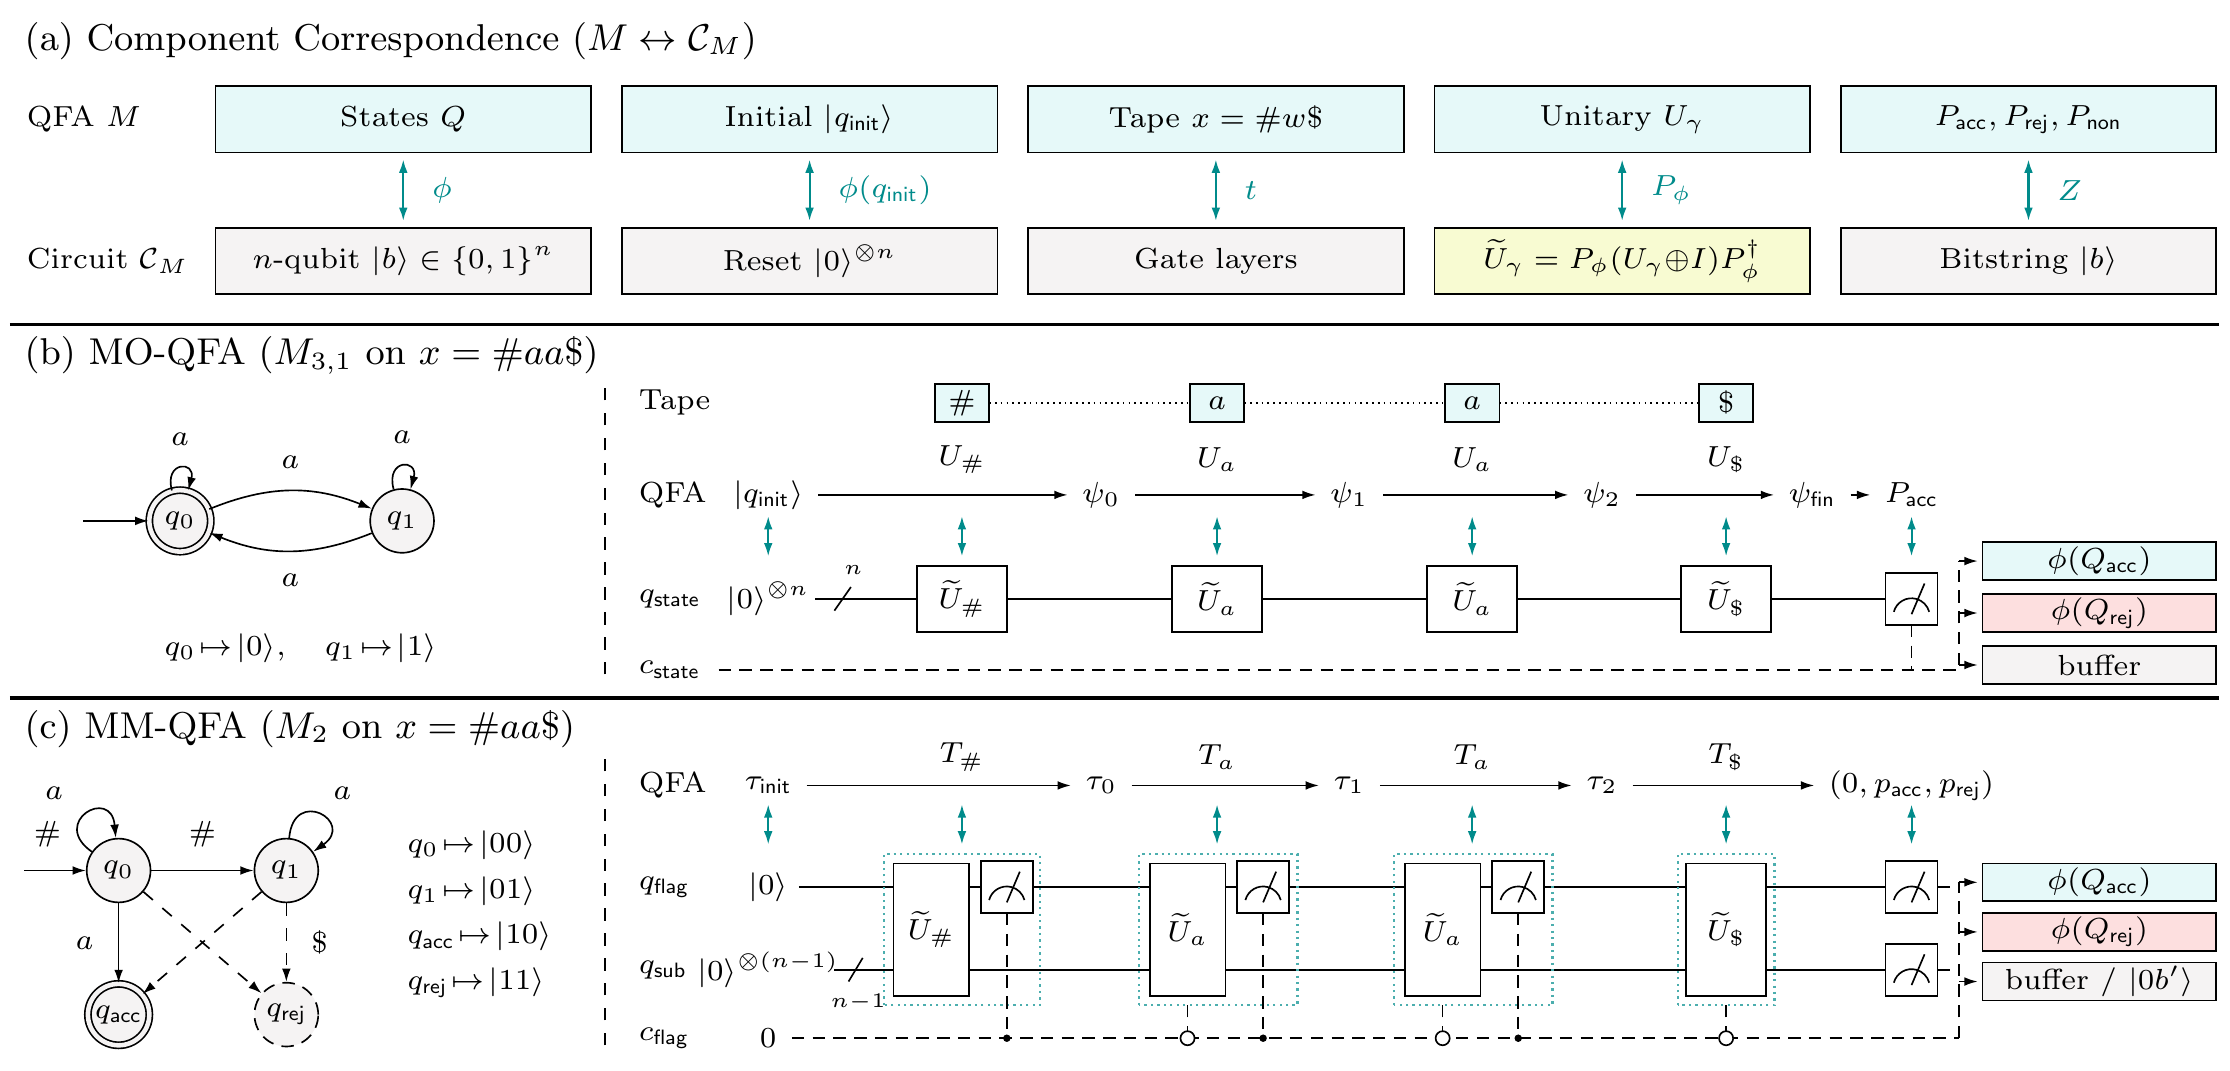 (a) Component Correspondence (M ↔ 𝒞_M)
QFA M
States Q
Initial |q_init⟩
Tape x = #w$
Unitary U_γ
P_acc, P_rej, P_non
ϕ
ϕ(q_init)
t
P_ϕ
Z
Circuit 𝒞_M
n-qubit |b⟩ ∈ {0, 1}^n
Reset |0⟩^⊗n
Gate layers
Ũ_γ = P_ϕ(U_γ⊕I)P_ϕ^†
Bitstring |b⟩
(b) MO-QFA (M_3,1 on x = #aa$)
a
a
a
q_0
q_1
a
q_0 ↦ |0⟩, q_1 ↦ |1⟩
Tape
#
a
a
$
U_#
U_a
U_a
U_$
QFA
|q_init⟩
ψ_0
ψ_1
ψ_2
ψ_fin
P_acc
q_state
|0⟩^⊗n
n
Ũ_#
Ũ_a
Ũ_a
Ũ_$
ϕ(Q_acc)
ϕ(Q_rej)
buffer
c_state
(c) MM-QFA (M_2 on x = #aa$)
a
a
#
#
q_0
q_1
a
$
q_acc
q_rej
q_0 ↦ |00⟩
q_1 ↦ |01⟩
q_acc ↦ |10⟩
q_rej ↦ |11⟩
T_#
T_a
T_a
T_$
QFA
τ_init
τ_0
τ_1
τ_2
(0, p_acc, p_rej)
q_flag
|0⟩
Ũ_#
Ũ_a
Ũ_a
Ũ_$
q_sub
|0⟩^⊗(n−1)
n−1
ϕ(Q_acc)
ϕ(Q_rej)
buffer / |0b′⟩
c_flag
0